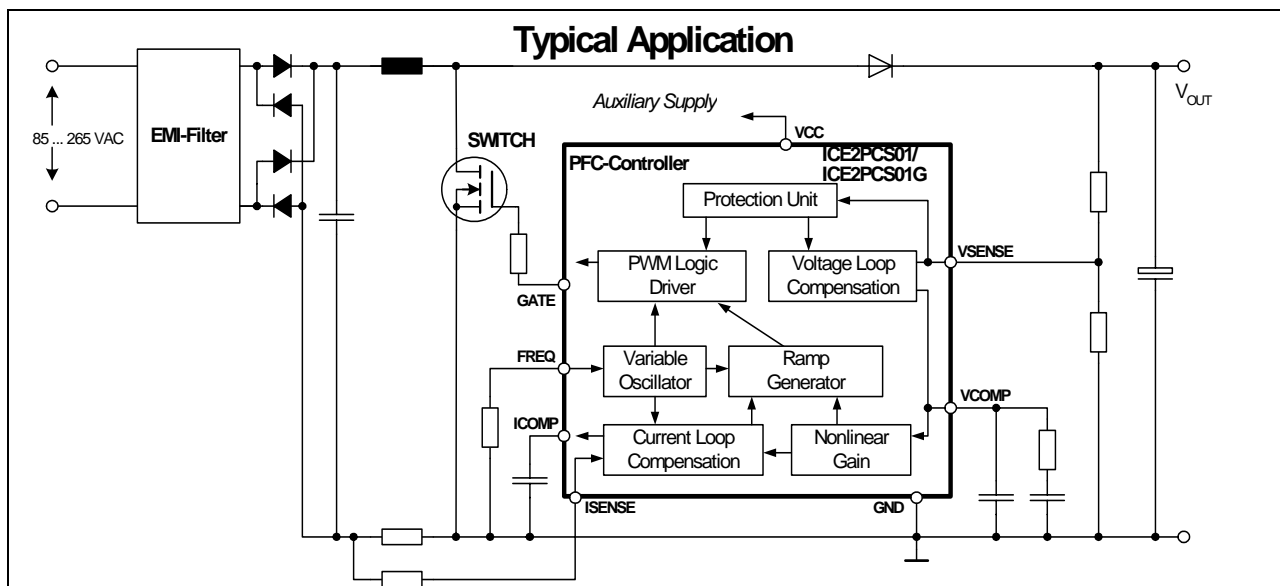 Typical Application
Auxiliary Supply
VCC
V OUT
85 ... 265 VAC
EMI-Filter
SWITCH
PFC-Controller
ICE2PCS01/
ICE2PCS01G
Protection Unit
PWM Logic
Driver
Voltage Loop
Compensation
VSENSE
GATE
FREQ
Variable
Oscillator
Ramp
Generator
VCOMP
ICOMP
Current Loop
Compensation
Nonlinear
Gain
ISENSE
GND